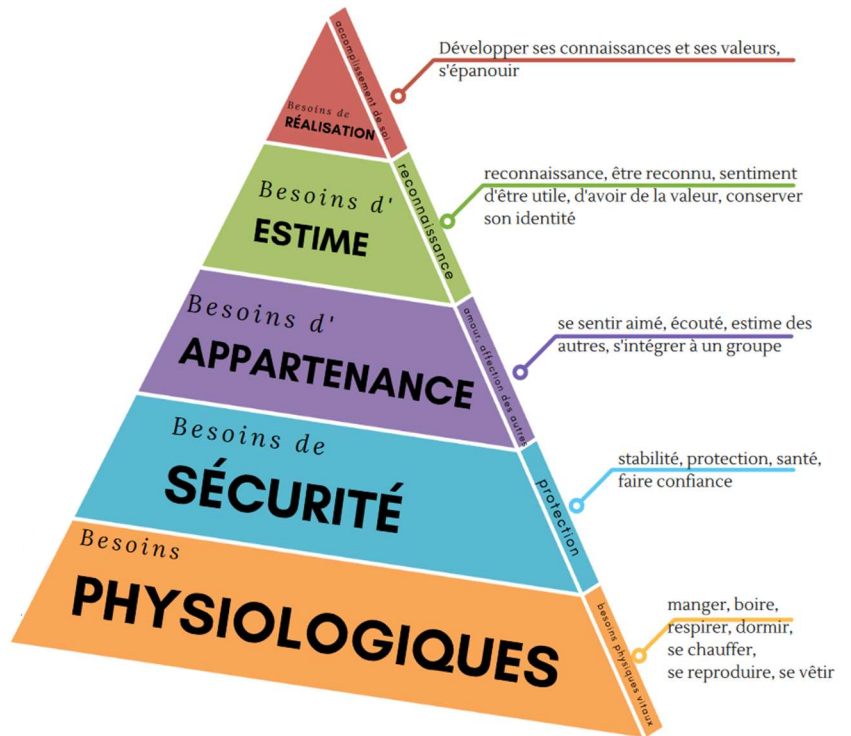 accomplissement de soi
Développer ses connaissances et ses valeurs,
s'épanouir
Besoins de
RÉALISATION
reconnaissance
reconnaissance, être reconnu, sentiment
d'être utile, d'avoir de la valeur, conserver
son identité
Besoins d'
ESTIME
amour, affection des autres
se sentir aimé, écouté, estime des
autres, s'intégrer à un groupe
Besoins d'
APPARTENANCE
protection
stabilité, protection, santé,
faire confiance
Besoins de
SÉCURITÉ
besoins physiques vitaux
manger, boire,
respirer, dormir,
se chauffer,
se reproduire, se vêtir
Besoins
PHYSIOLOGIQUES